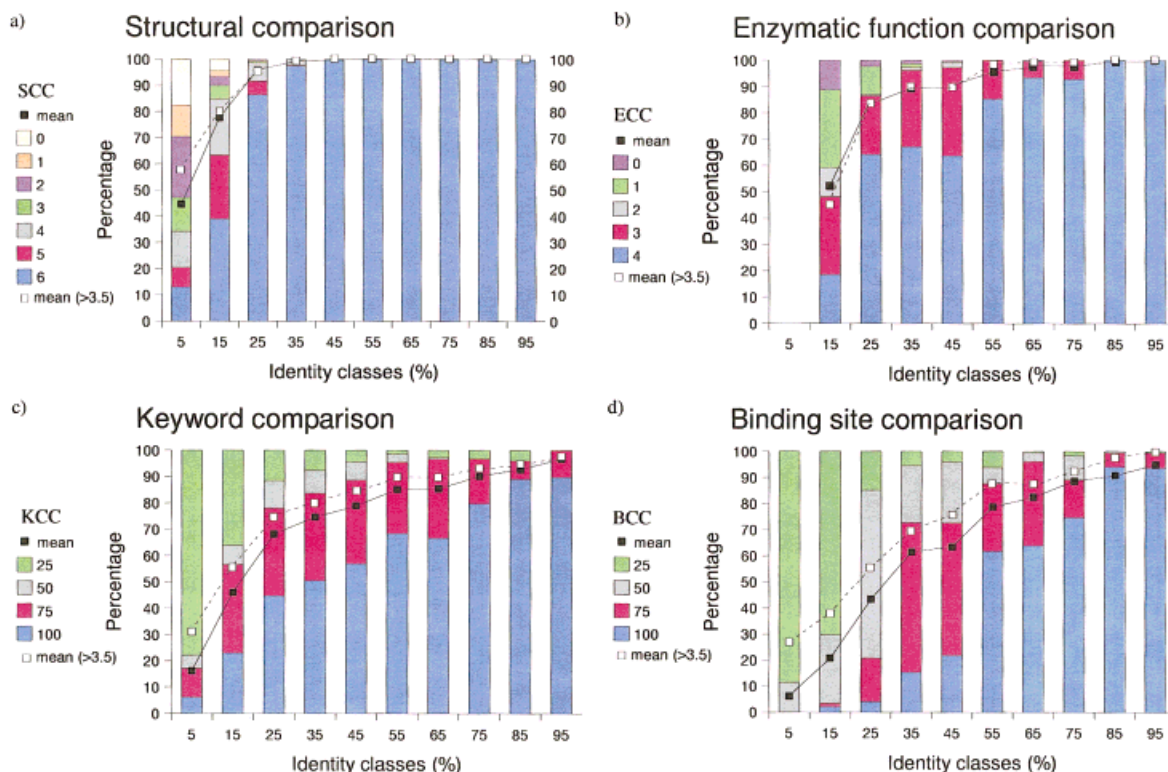 a)
Structural comparison
SCC
mean
0
1
2
3
4
5
6
mean (>3.5)
Percentage
100
90
80
70
60
50
40
30
20
10
0
100
90
80
70
60
50
40
30
20
10
0
5 15 25 35 45 55 65 75 85 95
Identity classes (%)
b)
Enzymatic function comparison
ECC
mean
0
1
2
3
4
mean (>3.5)
Percentage
100
90
80
70
60
50
40
30
20
10
0
5 15 25 35 45 55 65 75 85 95
Identity classes (%)
c)
Keyword comparison
KCC
mean
25
50
75
100
mean (>3.5)
Percentage
100
90
80
70
60
50
40
30
20
10
0
5 15 25 35 45 55 65 75 85 95
Identity classes (%)
d)
Binding site comparison
BCC
mean
25
50
75
100
mean (>3.5)
Percentage
100
90
80
70
60
50
40
30
20
10
0
5 15 25 35 45 55 65 75 85 95
Identity classes (%)